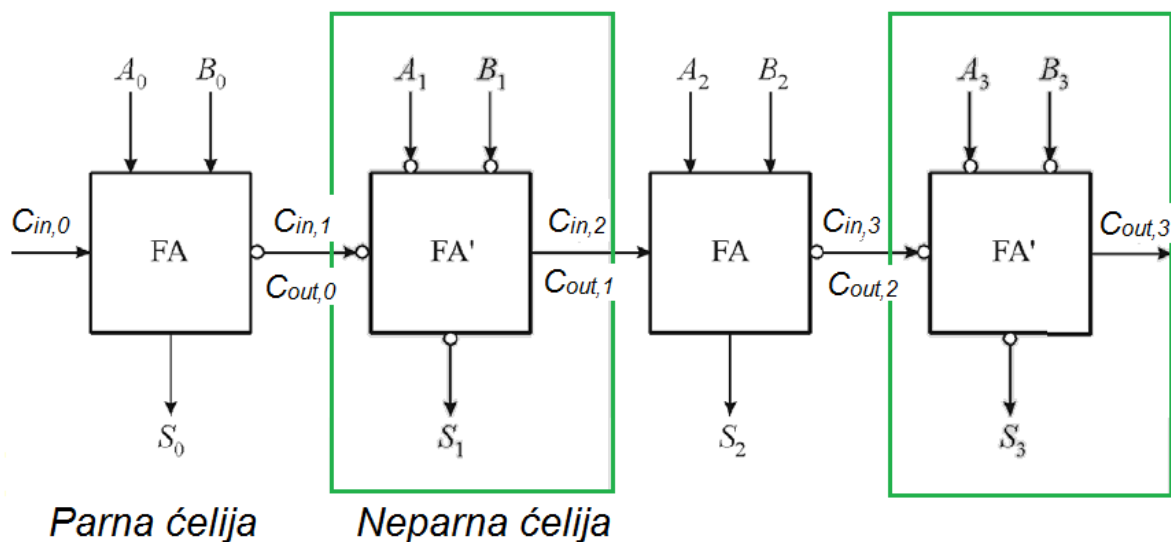 A0 B0 A1 B1 A2 B2 A3 B3
Cin,0 FA Cin,1 FA' Cin,2 FA Cin,3 FA' Cout,3
Cout,0 Cout,1 Cout,2
S0 S1 S2 S3
Parna ćelija Neparna ćelija